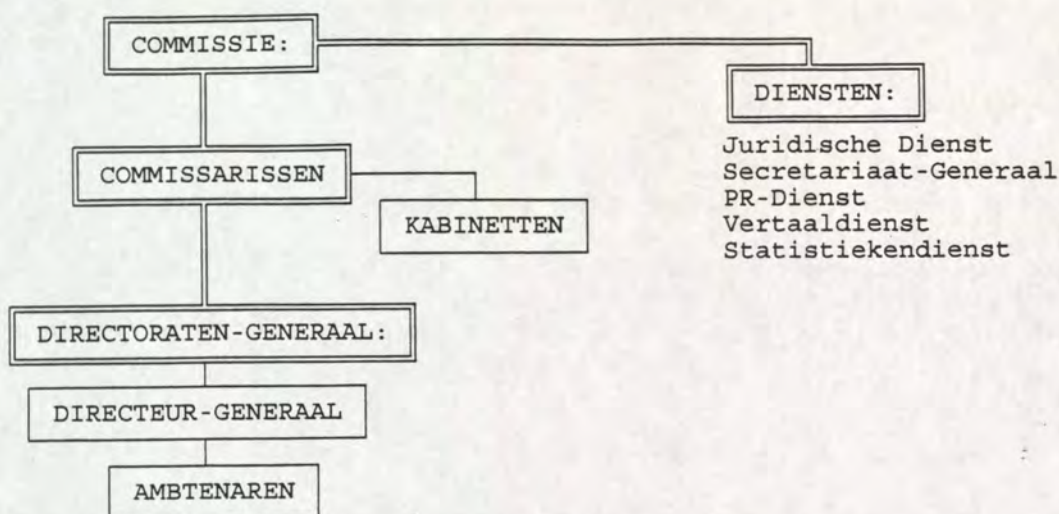 COMMISSIE:
DIENSTEN:
Juridische Dienst
Secretariaat-Generaal
PR-Dienst
Vertaaldienst
Statistiekendienst
COMMISSARISSEN
KABINETTEN
DIRECTORATEN-GENERAAL:
DIRECTEUR-GENERAAL
AMBTENAREN